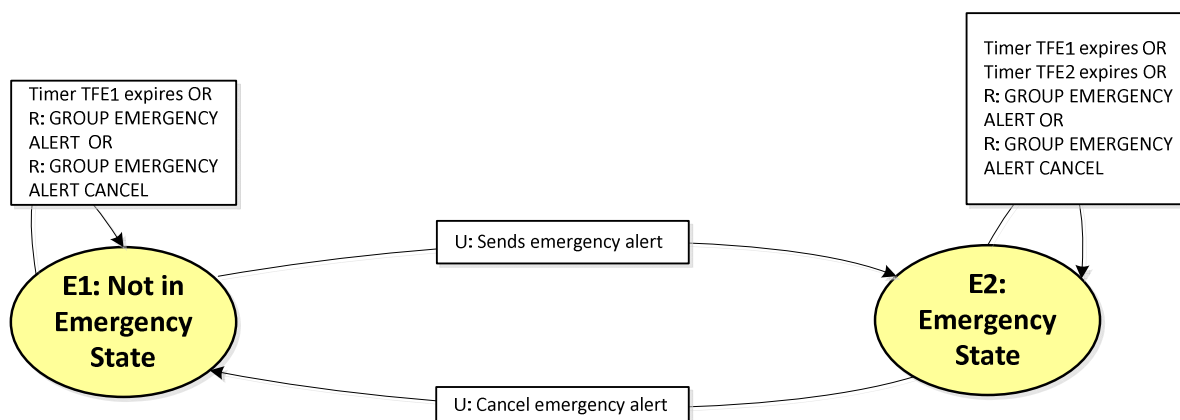 Timer TFE1 expires OR
R: GROUP EMERGENCY
ALERT OR
R: GROUP EMERGENCY
ALERT CANCEL
Timer TFE1 expires OR
Timer TFE2 expires OR
R: GROUP EMERGENCY
ALERT OR
R: GROUP EMERGENCY
ALERT CANCEL
U: Sends emergency alert
E1: Not in
Emergency
State
E2:
Emergency
State
U: Cancel emergency alert